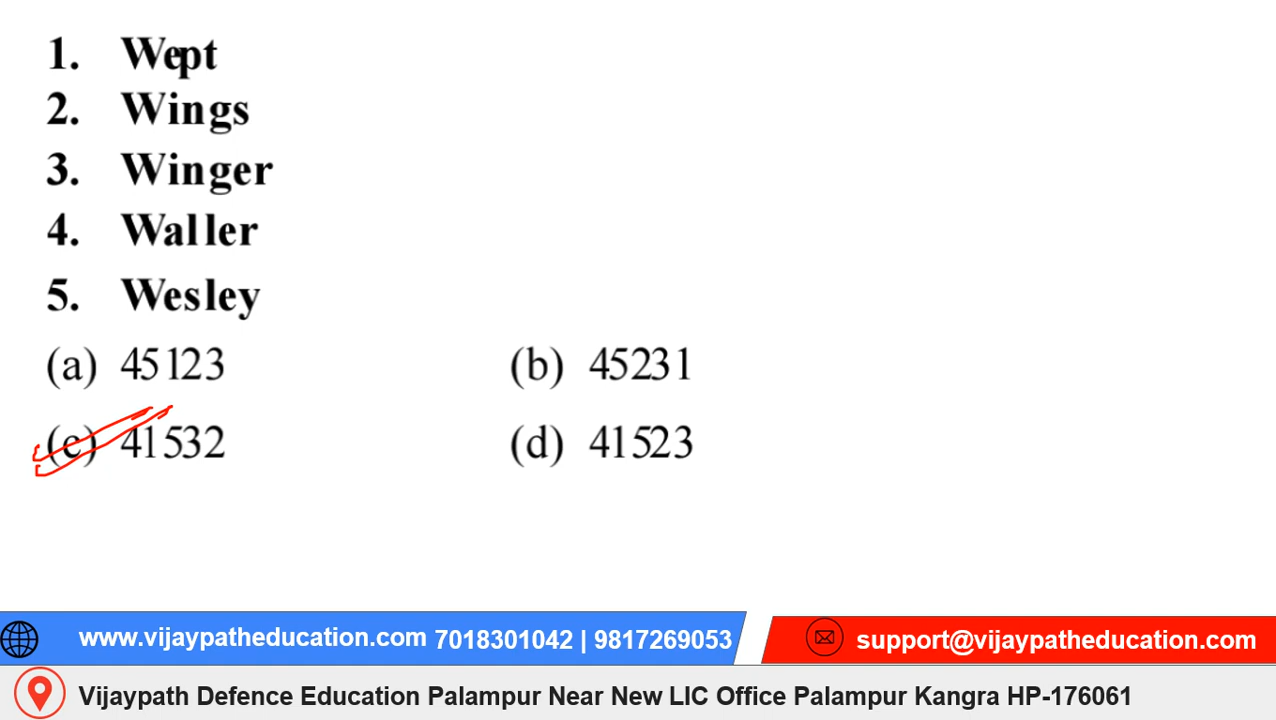 1. Wept
2. Wings
3. Winger
4. Waller
5. Wesley
(a) 45123 (b) 45231
(c) 41532 (d) 41523
www.vijaypatheducation.com 7018301042 | 9817269053 support@vijaypatheducation.com
Vijaypath Defence Education Palampur Near New LIC Office Palampur Kangra HP-176061